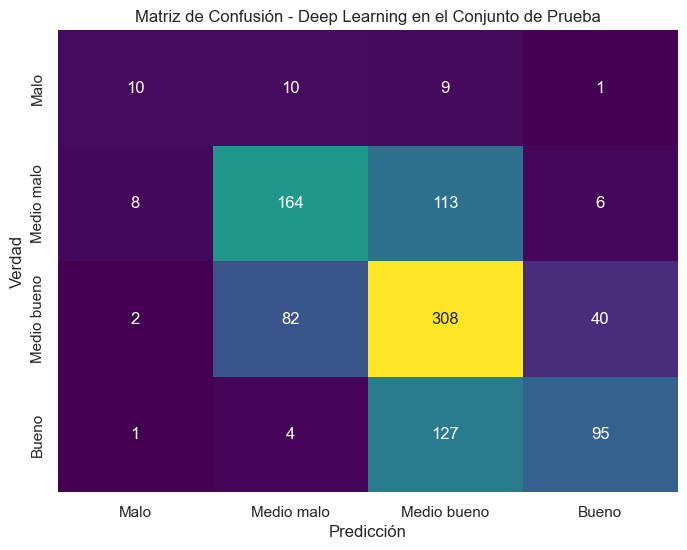 Matriz de Confusión - Deep Learning en el Conjunto de Prueba
Verdad
Malo
10 10 9 1
Medio malo
8 164 113 6
Medio bueno
2 82 308 40
Bueno
1 4 127 95
Malo Medio malo Medio bueno Bueno
Predicción